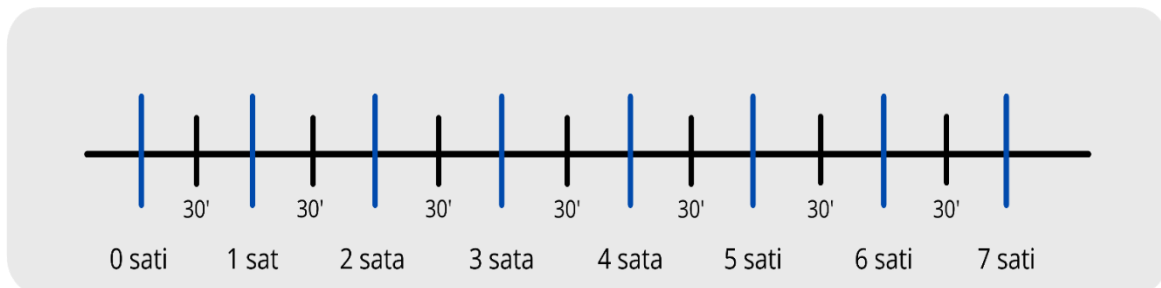 30' 30' 30' 30' 30' 30' 30'
0 sati 1 sat 2 sata 3 sata 4 sata 5 sati 6 sati 7 sati